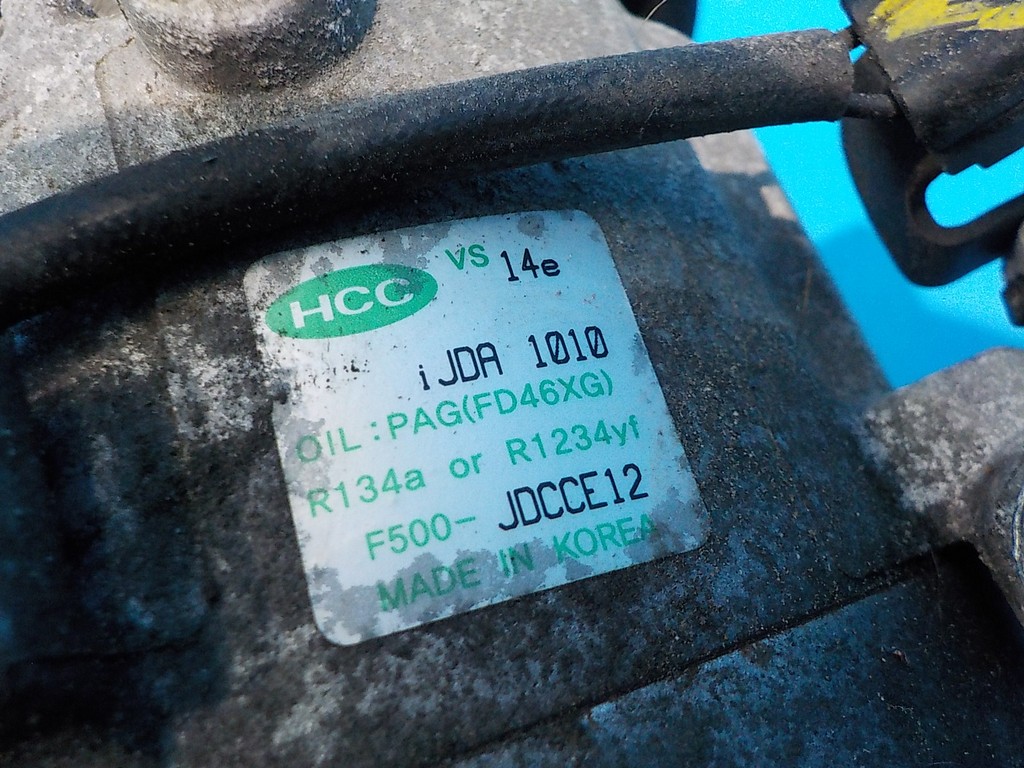 HCC VS 14e
iJDA 1010
OIL : PAG(FD46XG)
R134a or R1234yf
F500- JDCCE12
MADE IN KOREA